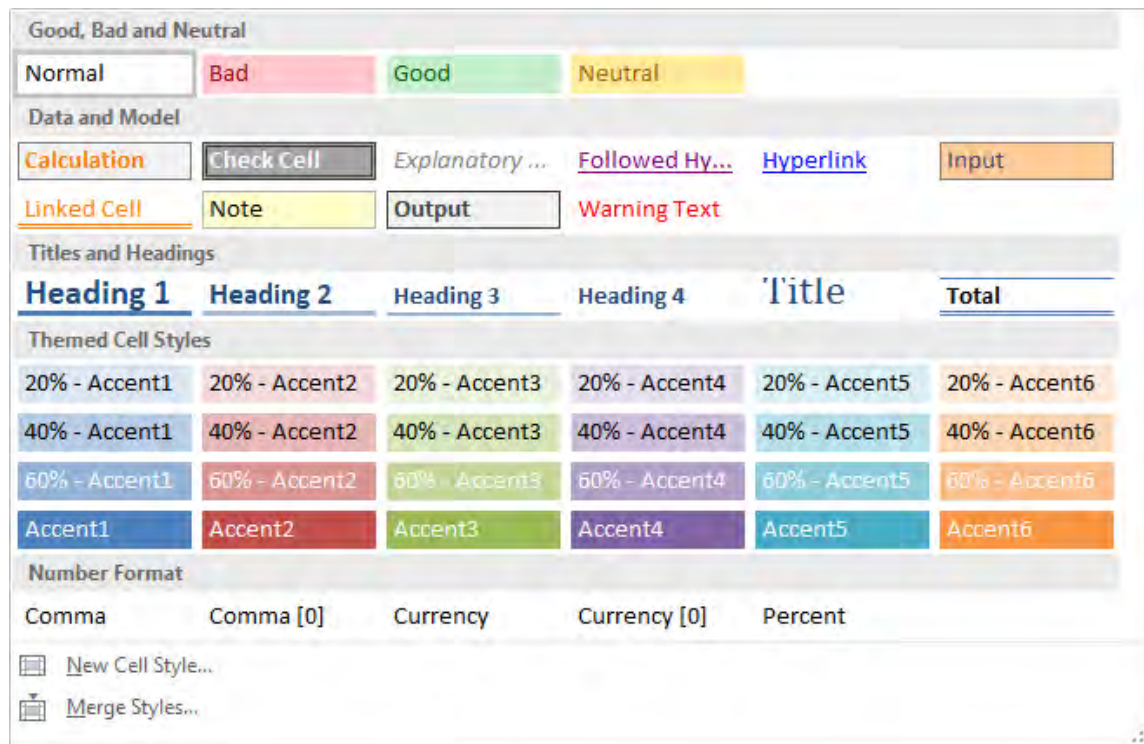 Good, Bad and Neutral
Normal Bad Good Neutral
Data and Model
Calculation Check Cell Explanatory ... Followed Hy... Hyperlink Input
Linked Cell Note Output Warning Text
Titles and Headings
Heading 1 Heading 2 Heading 3 Heading 4 Title Total
Themed Cell Styles
20% - Accent1 20% - Accent2 20% - Accent3 20% - Accent4 20% - Accent5 20% - Accent6
40% - Accent1 40% - Accent2 40% - Accent3 40% - Accent4 40% - Accent5 40% - Accent6
60% - Accent1 60% - Accent2 60% - Accent3 60% - Accent4 60% - Accent5 60% - Accent6
Accent1 Accent2 Accent3 Accent4 Accent5 Accent6
Number Format
Comma Comma [0] Currency Currency [0] Percent
New Cell Style...
Merge Styles...